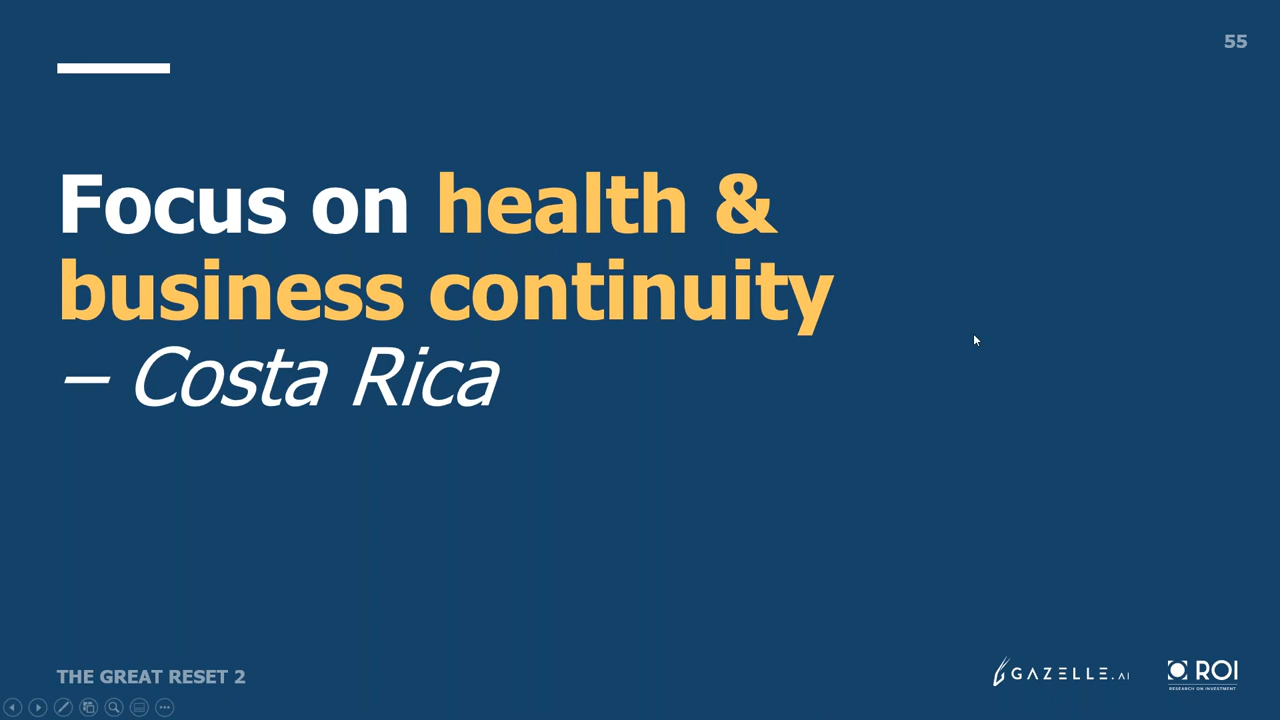 55
Focus on health &
business continuity
– Costa Rica
THE GREAT RESET 2
GAZELLE.AI
ROI
RESEARCH ON INVESTMENT